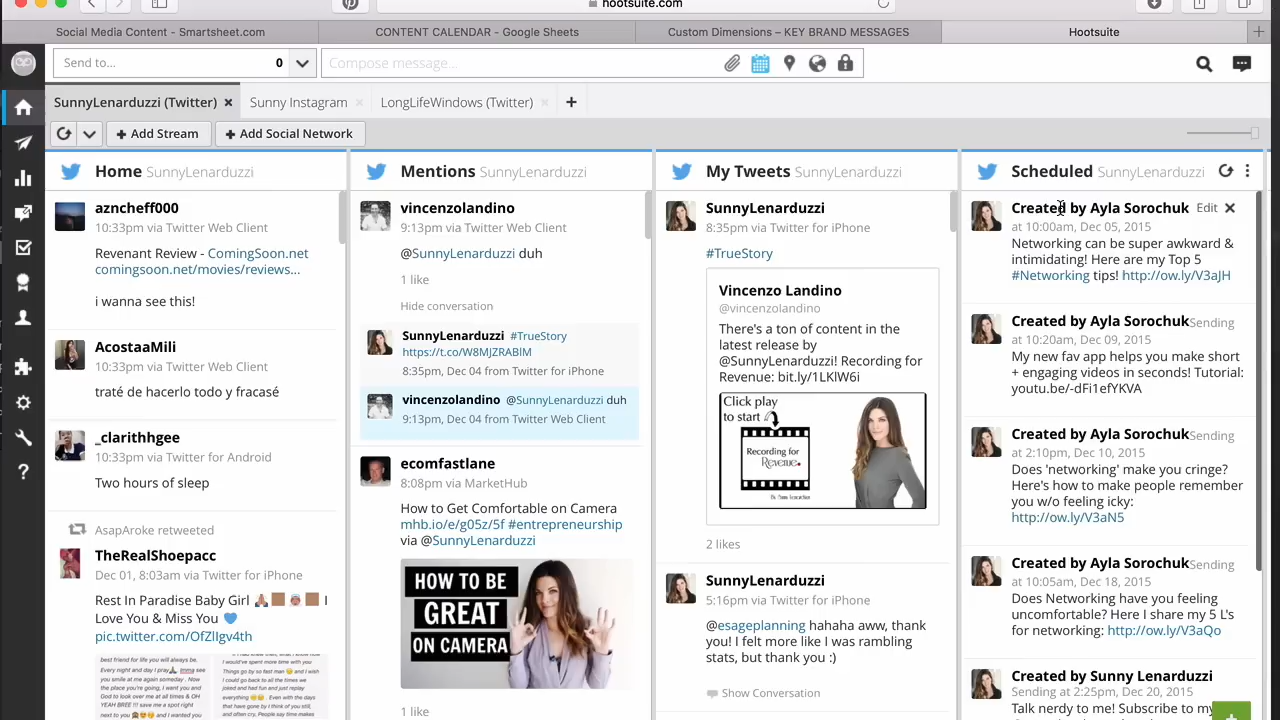 hootsuite.com
Social Media Content - Smartsheet.com
CONTENT CALENDAR - Google Sheets
Custom Dimensions – KEY BRAND MESSAGES
Hootsuite
Send to...
0
Compose message...
SunnyLenarduzzi (Twitter)
Sunny Instagram
LongLifeWindows (Twitter)
Add Stream
Add Social Network
Home SunnyLenarduzzi
azncheff000
10:33pm via Twitter Web Client
Revenant Review - ComingSoon.net
comingsoon.net/movies/reviews...
i wanna see this!
AcostaaMili
10:33pm via Twitter Web Client
traté de hacerlo todo y fracasé
_clarithhgee
10:33pm via Twitter for Android
Two hours of sleep
AsapAroke retweeted
TheRealShoepacc
Dec 01, 8:03am via Twitter for iPhone
Rest In Paradise Baby Girl I
Love You & Miss You
pic.twitter.com/OfZlIgv4th
best friend for life you will always be.
Mentions SunnyLenarduzzi
vincenzolandino
9:13pm via Twitter Web Client
@SunnyLenarduzzi duh
1 like
Hide conversation
SunnyLenarduzzi #TrueStory
https://t.co/W8MJZRABlM
8:35pm, Dec 04 from Twitter for iPhone
vincenzolandino @SunnyLenarduzzi duh
9:13pm, Dec 04 from Twitter Web Client
ecomfastlane
8:08pm via MarketHub
How to Get Comfortable on Camera
mhb.io/e/g05z/5f #entrepreneurship
via @SunnyLenarduzzi
HOW TO BE
GREAT
ON CAMERA
1 like
My Tweets SunnyLenarduzzi
SunnyLenarduzzi
8:35pm via Twitter for iPhone
#TrueStory
Vincenzo Landino
@vincenzolandino
There's a ton of content in the
latest release by
@SunnyLenarduzzi! Recording for
Revenue: bit.ly/1LKlW6i
Click play
to start
Recording for
Revenue.
2 likes
SunnyLenarduzzi
5:16pm via Twitter for iPhone
@esageplanning hahaha aww, thank
you! I felt more like I was rambling
stats, but thank you :)
Show Conversation
Scheduled SunnyLenarduzzi
Created by Ayla Sorochuk Edit
at 10:00am, Dec 05, 2015
Networking can be super awkward &
intimidating! Here are my Top 5
#Networking tips! http://ow.ly/V3aJH
Created by Ayla Sorochuk Sending
at 10:20am, Dec 09, 2015
My new fav app helps you make short
+ engaging videos in seconds! Tutorial:
youtu.be/-dFi1efYKVA
Created by Ayla Sorochuk Sending
at 2:10pm, Dec 10, 2015
Does 'networking' make you cringe?
Here's how to make people remember
you w/o feeling icky:
http://ow.ly/V3aN5
Created by Ayla Sorochuk Sending
at 10:05am, Dec 18, 2015
Does Networking have you feeling
uncomfortable? Here I share my 5 L's
for networking: http://ow.ly/V3aQo
Created by Sunny Lenarduzzi
Sending at 2:25pm, Dec 20, 2015
Talk nerdy to me! Subscribe to my